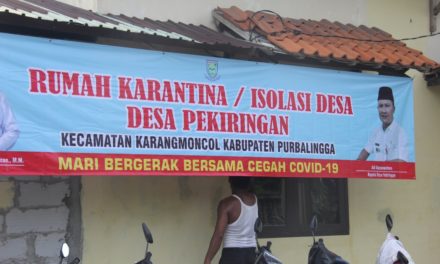 RUMAH KARANTINA / ISOLASI DESA
DESA PEKIRINGAN
KECAMATAN KARANGMONCOL KABUPATEN PURBALINGGA
MARI BERGERAK BERSAMA CEGAH COVID-19